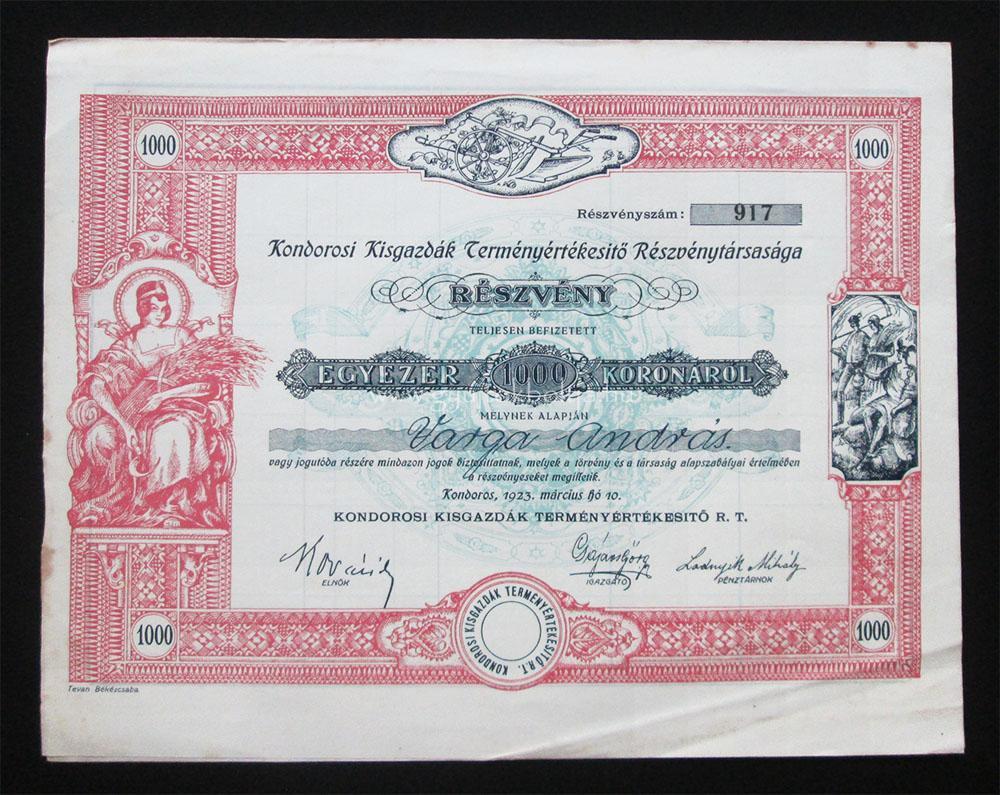 1000
1000
Részvényszám: 917
Kondorosi Kisgazdák Terményértékesitő Részvénytársasága
RÉSZVÉNY
TELJESEN BEFIZETETT
EGYEZER 1000 KORONÁRÓL
MELYNEK ALAPJÁN
Varga András.
vagy jogutóda részére mindazon jogok biztosittatnak, melyek a törvény és a társaság alapszabályai értelmében
a részvényeseket megilletik.
Kondoros, 1923. március hó 10.
KONDOROSI KISGAZDÁK TERMÉNYÉRTÉKESITŐ R. T.
Ladnyik Mihály
ELNÖK
IGAZGATÓ
PÉNZTÁRNOK
KONDOROSI KISGAZDÁK TERMÉNYÉRTÉKESITŐ R.T.
1000
1000
Tevan Békéscsaba